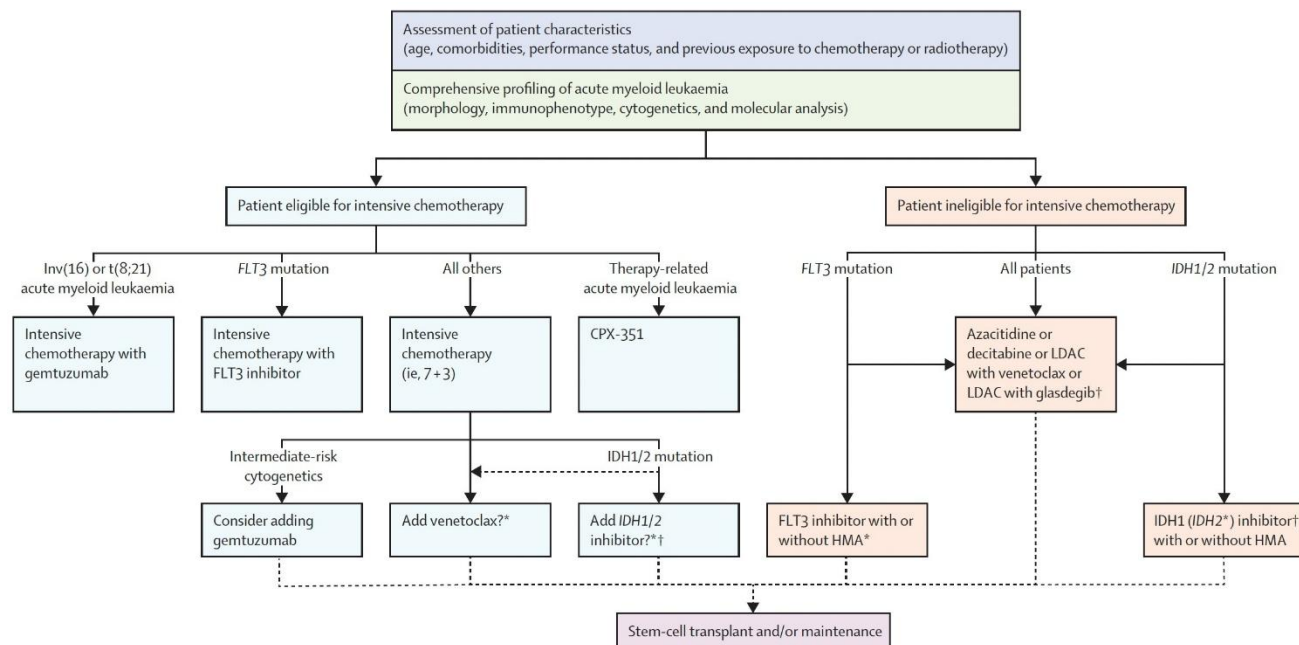 Assessment of patient characteristics
(age, comorbidities, performance status, and previous exposure to chemotherapy or radiotherapy)
Comprehensive profiling of acute myeloid leukaemia
(morphology, immunophenotype, cytogenetics, and molecular analysis)
Patient eligible for intensive chemotherapy
Patient ineligible for intensive chemotherapy
Inv(16) or t(8;21)
acute myeloid leukaemia
FLT3 mutation
All others
Therapy-related
acute myeloid leukaemia
FLT3 mutation
All patients
IDH1/2 mutation
Intensive
chemotherapy with
gemtuzumab
Intensive
chemotherapy with
FLT3 inhibitor
Intensive
chemotherapy
(ie, 7 + 3)
CPX-351
Azacitidine or
decitabine or LDAC
with venetoclax or
LDAC with glasdegib†
Intermediate-risk
cytogenetics
IDH1/2 mutation
Consider adding
gemtuzumab
Add venetoclax?*
Add IDH1/2
inhibitor?*†
FLT3 inhibitor with or
without HMA*
IDH1 (IDH2*) inhibitor†
with or without HMA
Stem-cell transplant and/or maintenance